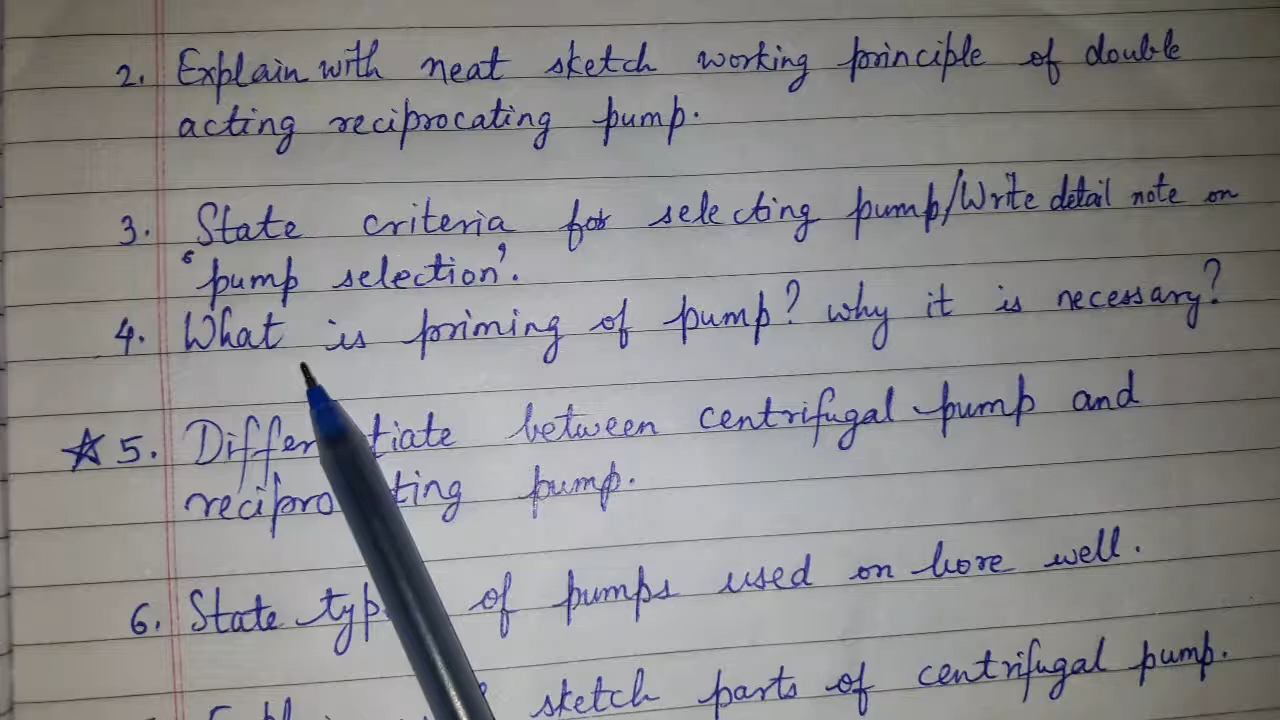 2. Explain with neat sketch working principle of double
acting reciprocating pump.
3. State criteria for selecting pump/Write detail note on
'pump selection'.
4. What is priming of pump? why it is necessary?
☆ 5. Differ tiate between centrifugal pump and
recipro ting pump.
6. State typ of pumps used on bore well.
sketch parts of centrifugal pump.